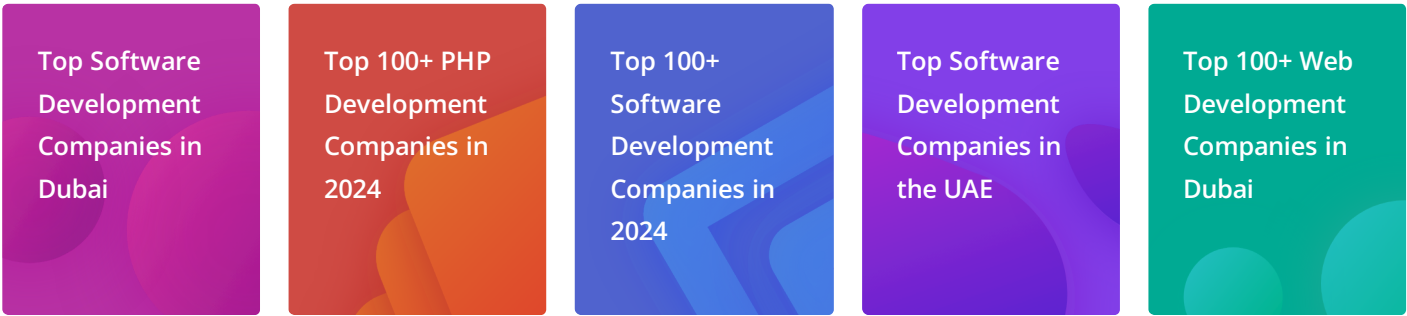 Top Software
Development
Companies in
Dubai
Top 100+ PHP
Development
Companies in
2024
Top 100+
Software
Development
Companies in
2024
Top Software
Development
Companies in
the UAE
Top 100+ Web
Development
Companies in
Dubai